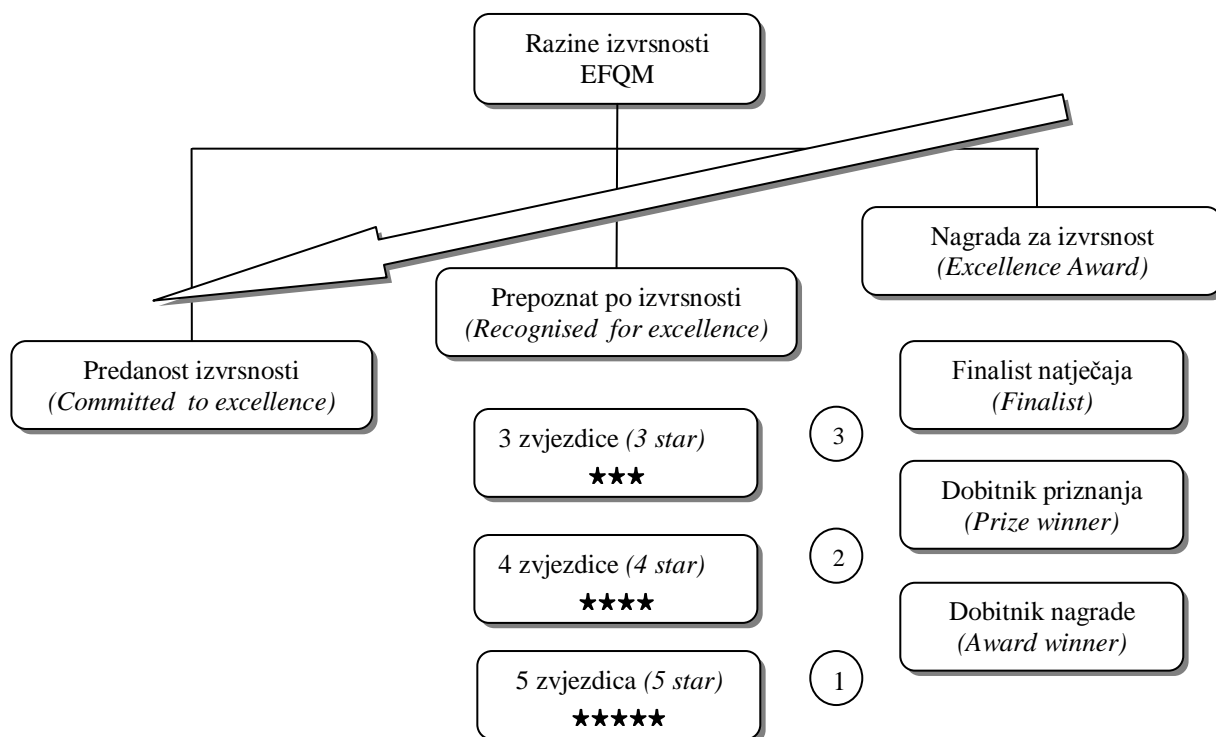 Razine izvrsnosti
EFQM
Predanost izvrsnosti
(Committed to excellence)
Prepoznat po izvrsnosti
(Recognised for excellence)
3 zvjezdice (3 star)
★★★
4 zvjezdice (4 star)
★★★★
5 zvjezdica (5 star)
★★★★★
3
2
1
Nagrada za izvrsnost
(Excellence Award)
Finalist natječaja
(Finalist)
Dobitnik priznanja
(Prize winner)
Dobitnik nagrade
(Award winner)